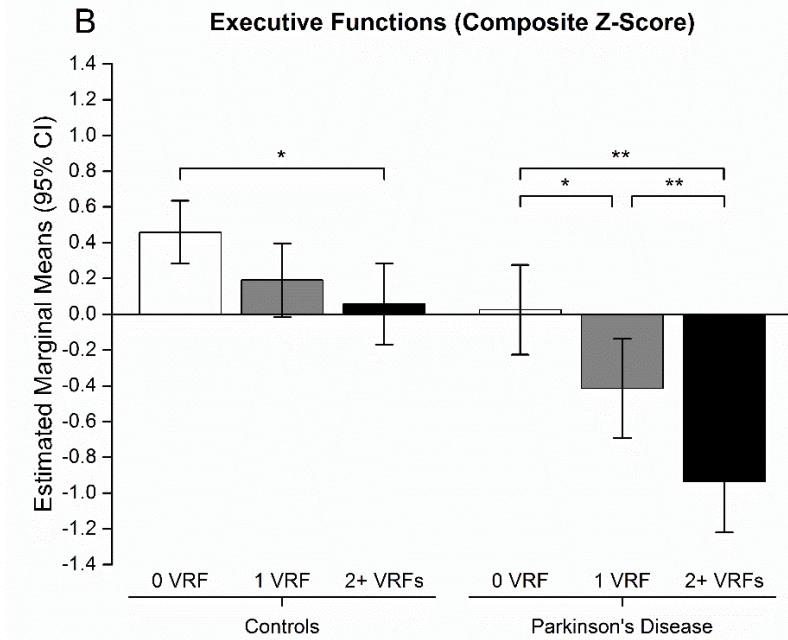 B
Executive Functions (Composite Z-Score)
Estimated Marginal Means (95% CI)
1.4
1.2
1.0
0.8
0.6
0.4
0.2
0.0
-0.2
-0.4
-0.6
-0.8
-1.0
-1.2
-1.4
*
**
*
**
0 VRF
1 VRF
2+ VRFs
0 VRF
1 VRF
2+ VRFs
Controls
Parkinson's Disease